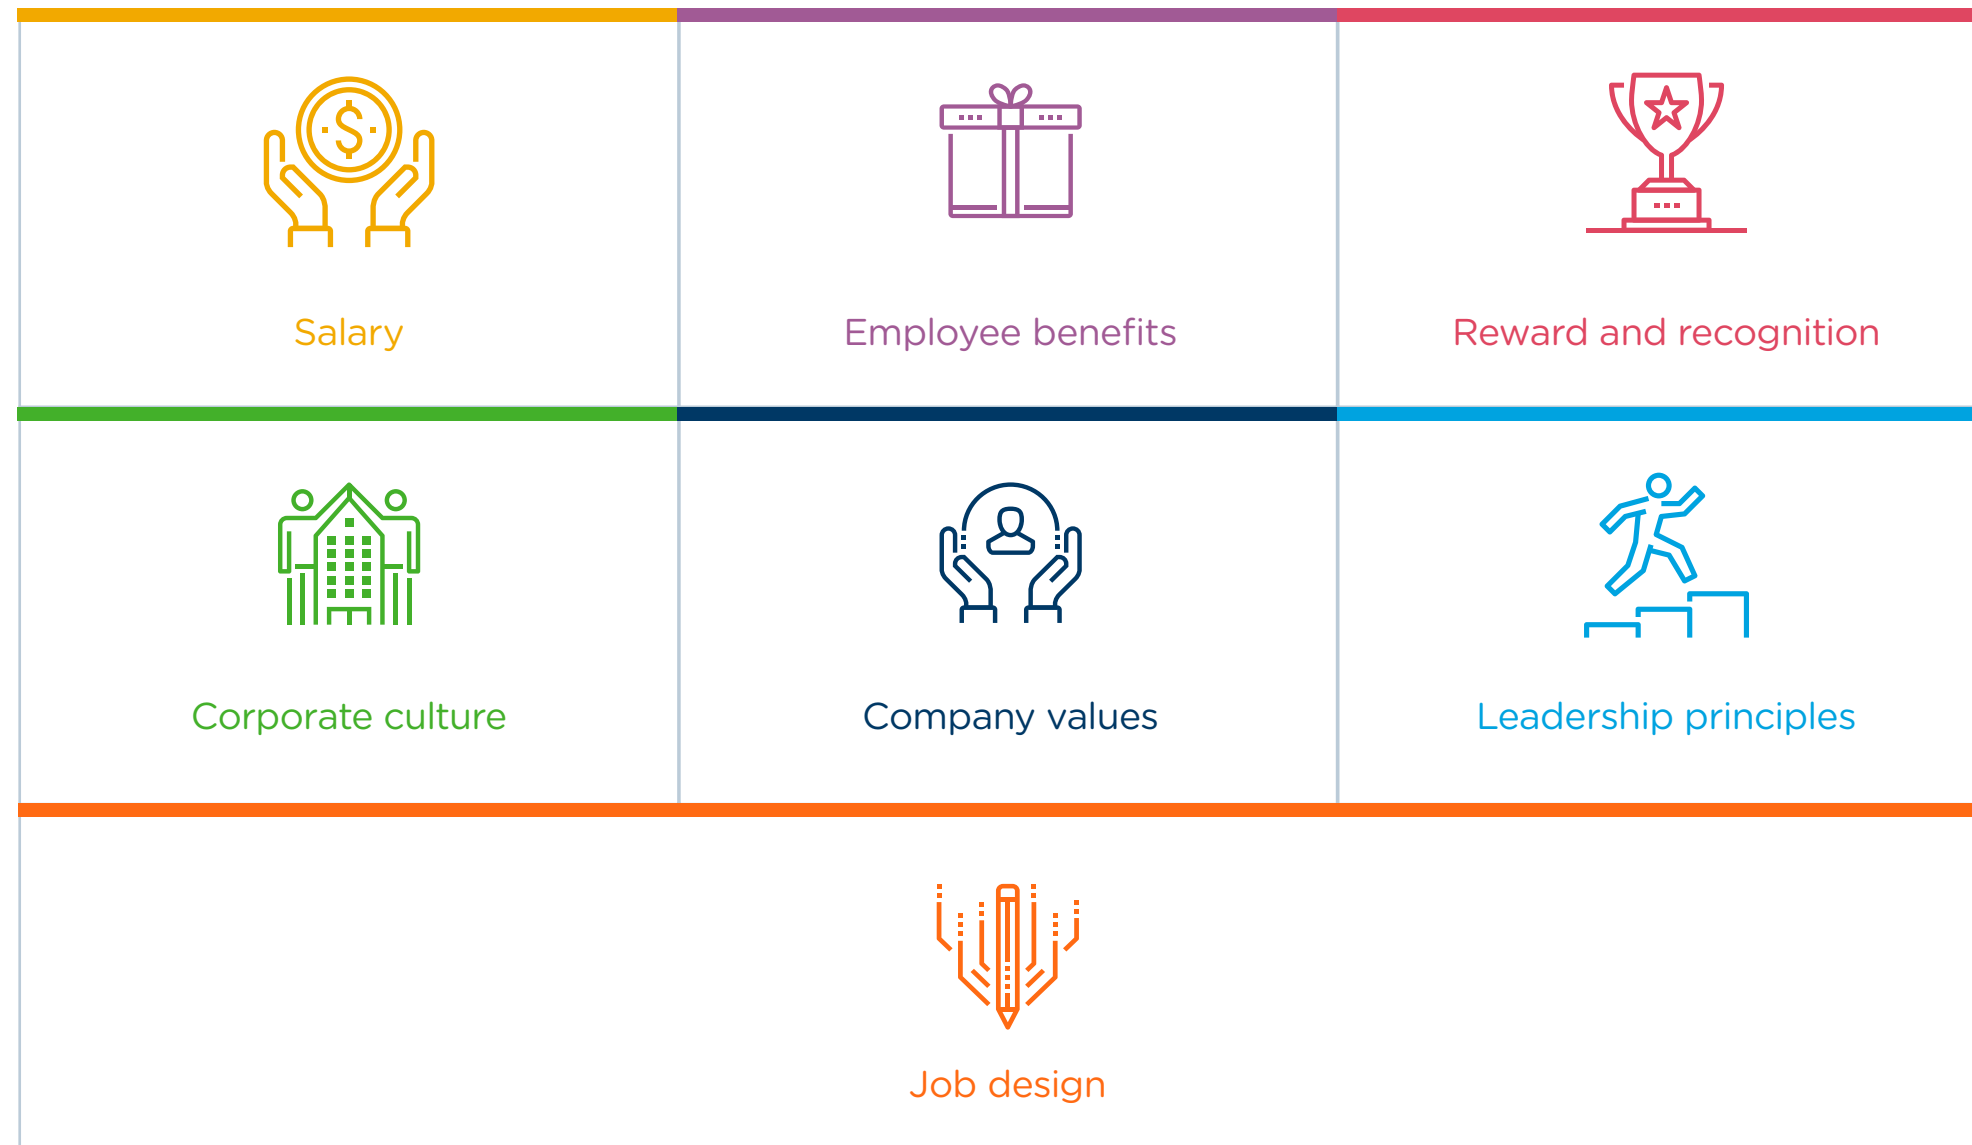 Salary
Employee benefits
Reward and recognition
Corporate culture
Company values
Leadership principles
Job design